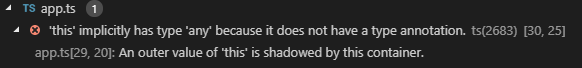 TS app.ts 1
'this' implicitly has type 'any' because it does not have a type annotation. ts(2683) [30, 25]
app.ts[29, 20]: An outer value of 'this' is shadowed by this container.